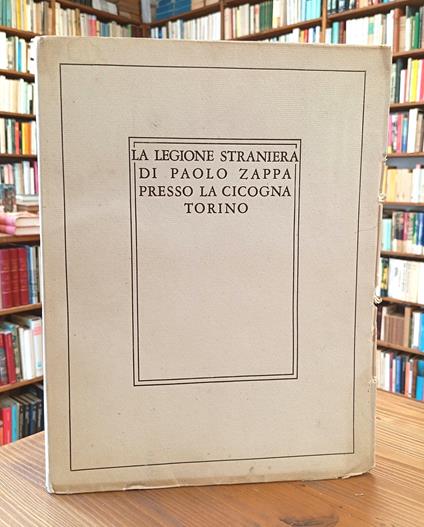 LA LEGIONE STRANIERA
DI PAOLO ZAPPA
PRESSO LA CICOGNA
TORINO